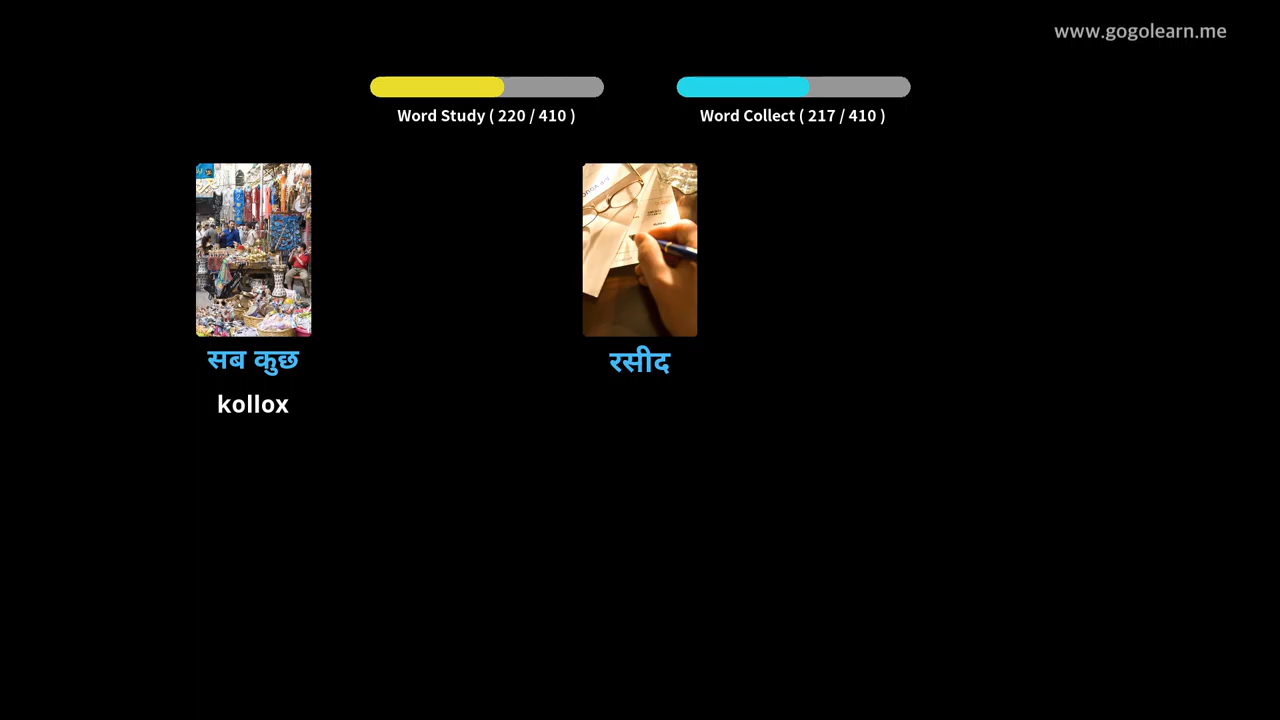 www.gogolearn.me
Word Study ( 220 / 410 )
Word Collect ( 217 / 410 )
सब कुछ
रसीद
kollox